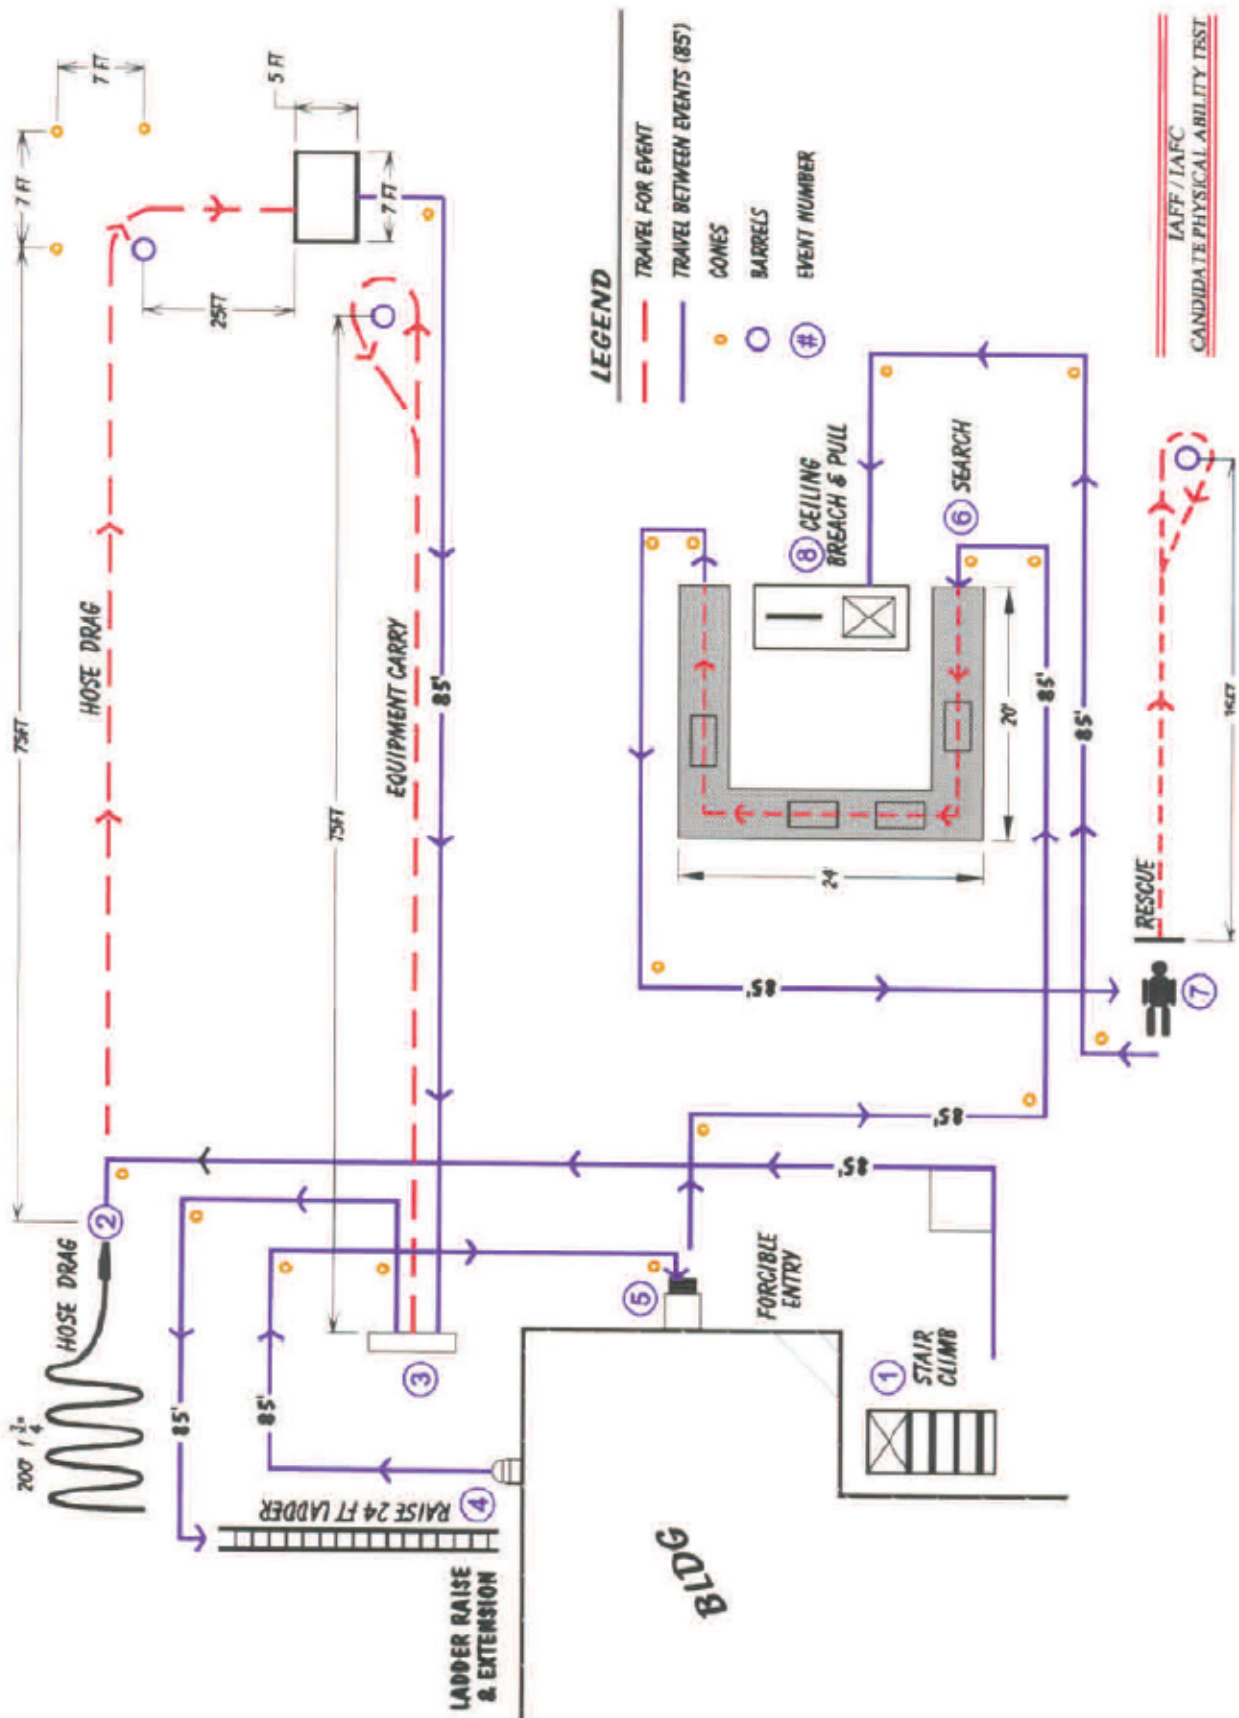 200' 1 3/4"
HOSE DRAG
2
75FT
HOSE DRAG
7 FT
7 FT
25FT
5 FT
7 FT
75FT
EQUIPMENT CARRY
85'
3
85'
85'
RAISE 24 FT LADDER
4
LADDER RAISE
& EXTENSION
BLDG
5
FORCIBLE
ENTRY
1
STAIR
CLIMB
85'
85'
85'
85'
24'
20'
85'
8
CEILING
BREACH & PULL
6
SEARCH
RESCUE
7
75FT
LEGEND
TRAVEL FOR EVENT
TRAVEL BETWEEN EVENTS (85')
CONES
BARRELS
#
EVENT NUMBER
IAFF / IAFC
CANDIDATE PHYSICAL ABILITY TEST